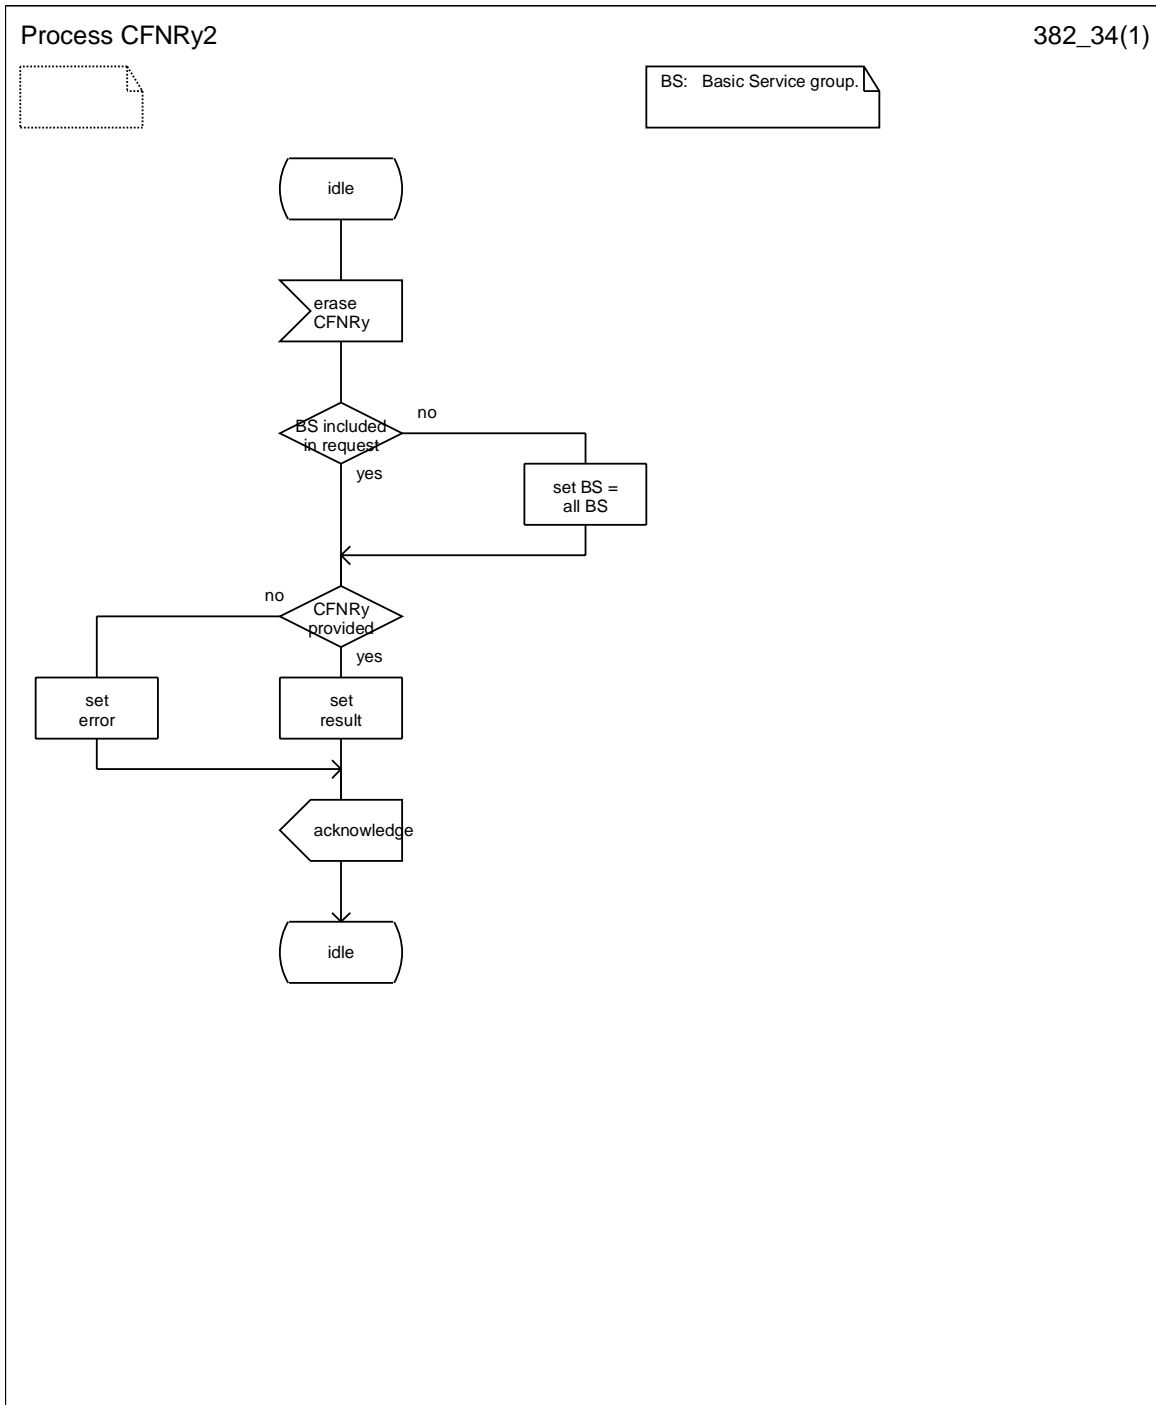 Process CFNRy2
382_34(1)
BS: Basic Service group.
idle
erase
CFNRy
BS included
in request
no
yes
set BS =
all BS
no
CFNRy
provided
yes
set
error
set
result
acknowledge
idle